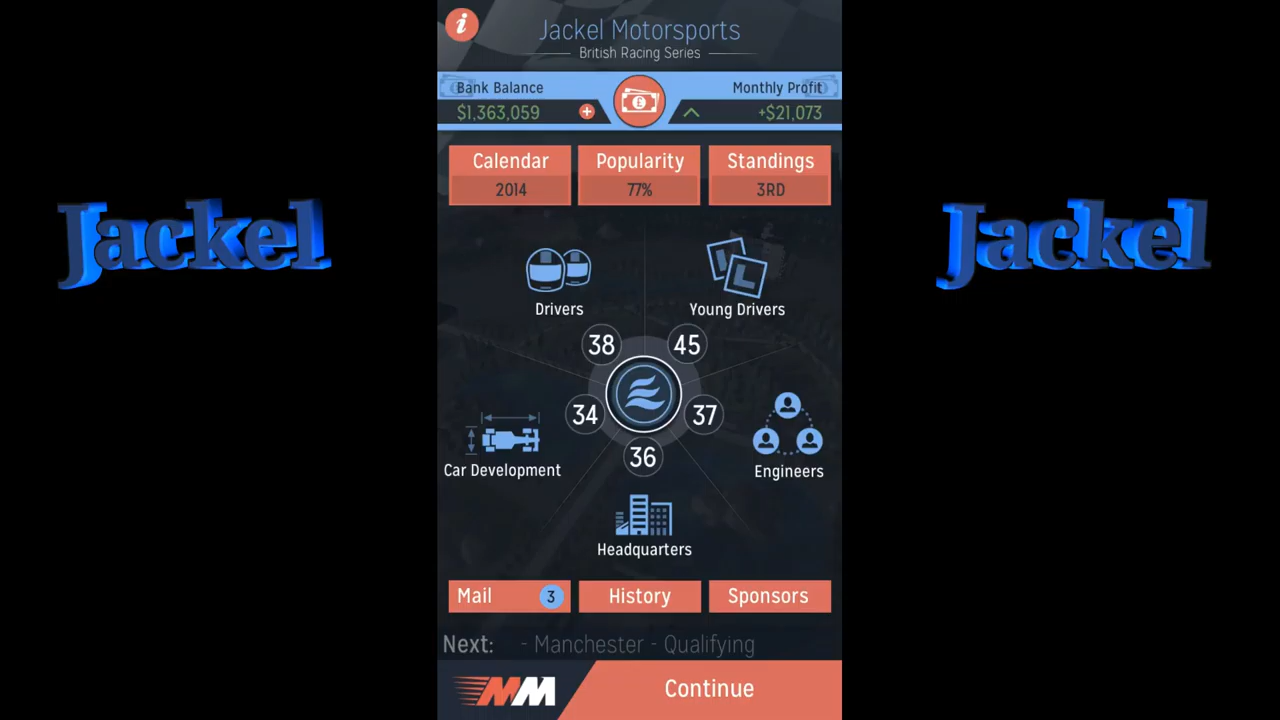 i
Jackel Motorsports
British Racing Series
Bank Balance
Monthly Profit
$1,363,059
+
£
+$21,073
Calendar
Popularity
Standings
2014
77%
3RD
Jackel
Jackel
L
L
Drivers
Young Drivers
38
45
34
37
36
Car Development
Engineers
Headquarters
Mail 3
History
Sponsors
Next: - Manchester - Qualifying
MM
Continue